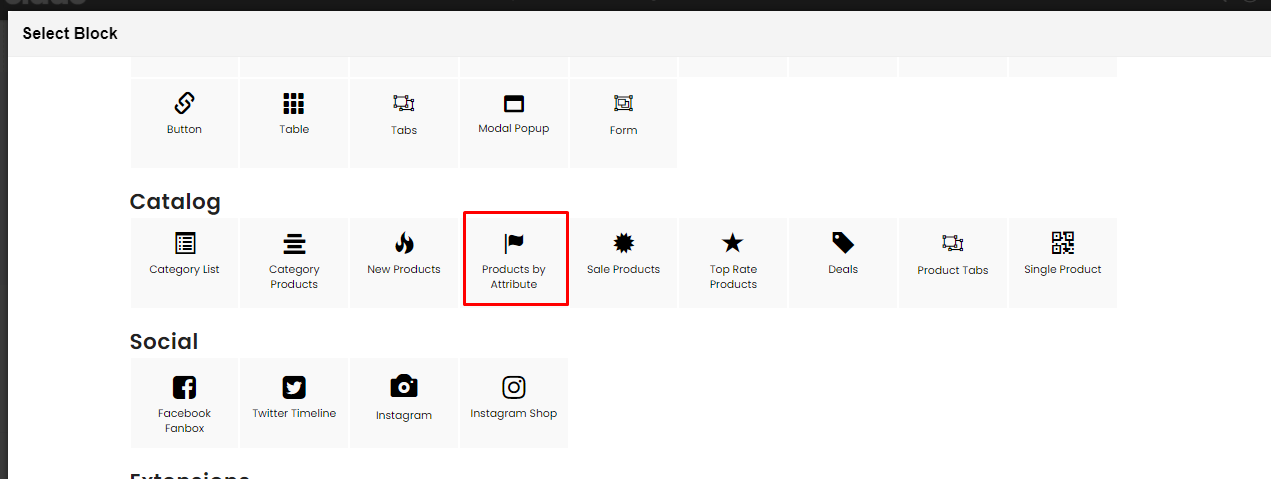 Select Block
Button
Table
Tabs
Modal Popup
Form
Catalog
Category List
Category
Products
New Products
Products by
Attribute
Sale Products
Top Rate
Products
Deals
Product Tabs
Single Product
Social
Facebook
Fanbox
Twitter Timeline
Instagram
Instagram Shop
Extensions